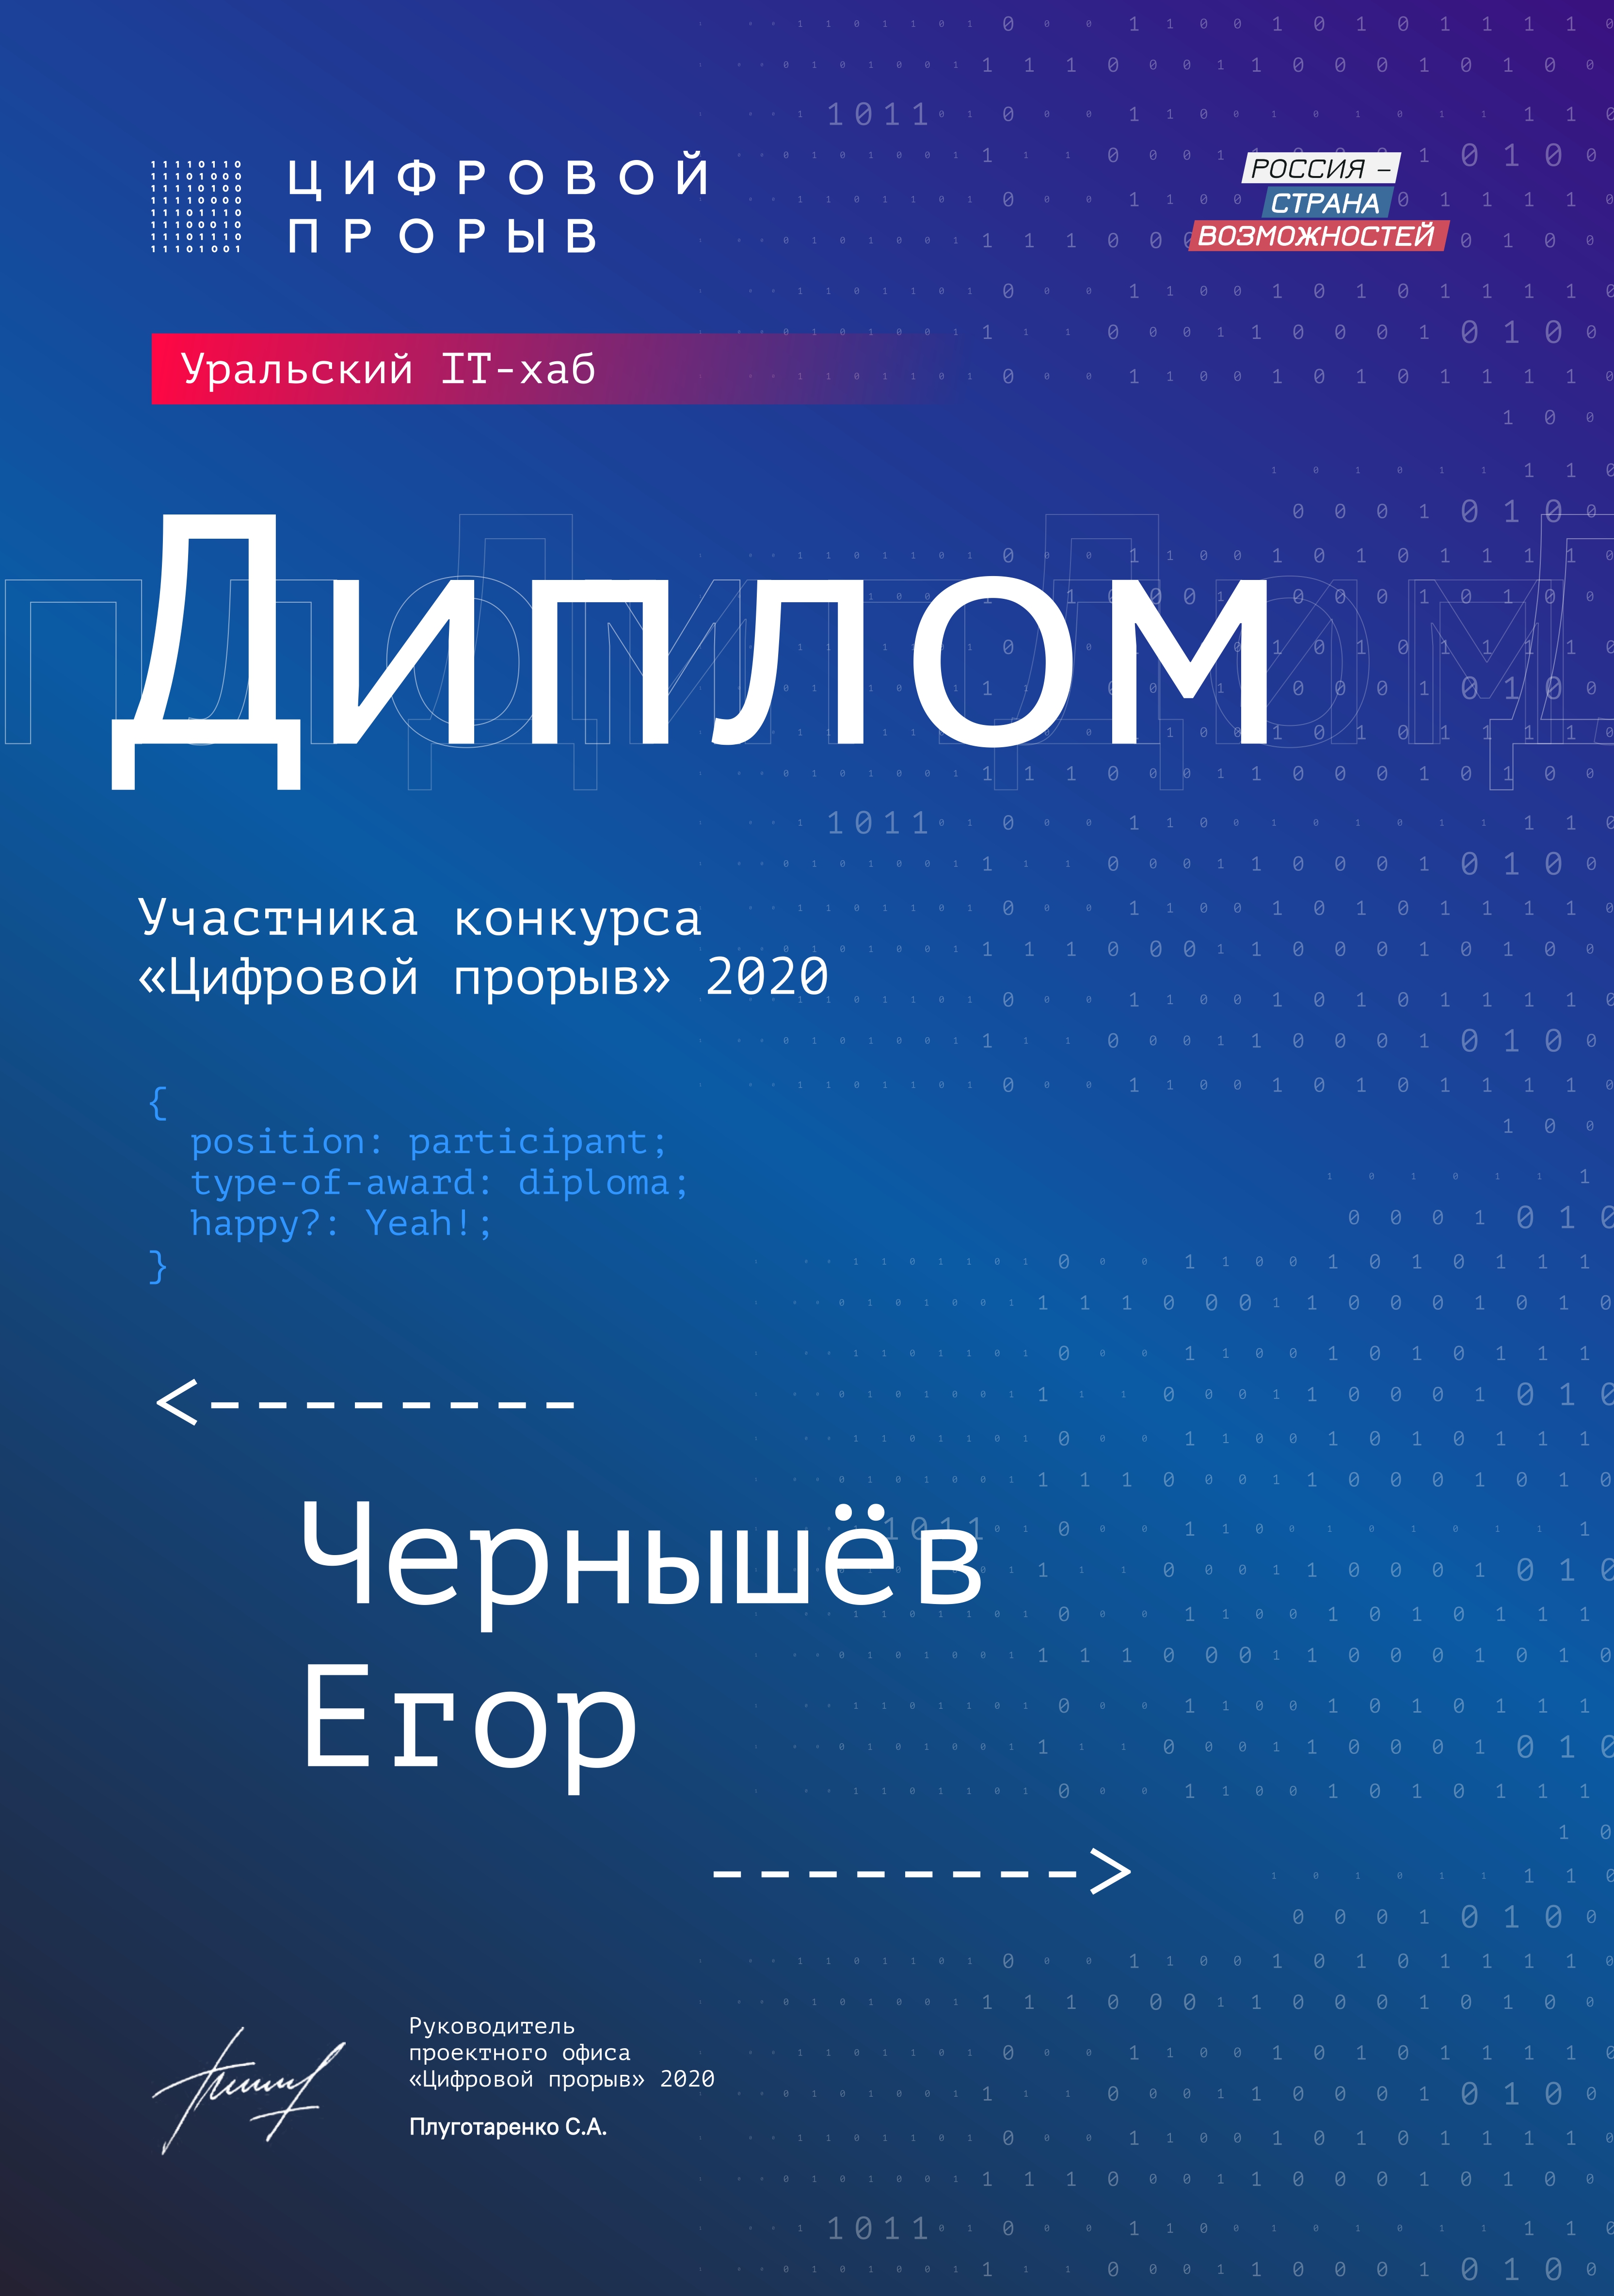 ЦИФРОВОЙ
ПРОРЫВ
РОССИЯ –
СТРАНА
ВОЗМОЖНОСТЕЙ
Уральский IT-хаб
Диплом
Участника конкурса
«Цифровой прорыв» 2020
{
position: participant;
type-of-award: diploma;
happy?: Yeah!;
}
<--------
Чернышёв
Егор
-------->
Руководитель
проектного офиса
«Цифровой прорыв» 2020
Плуготаренко С.А.